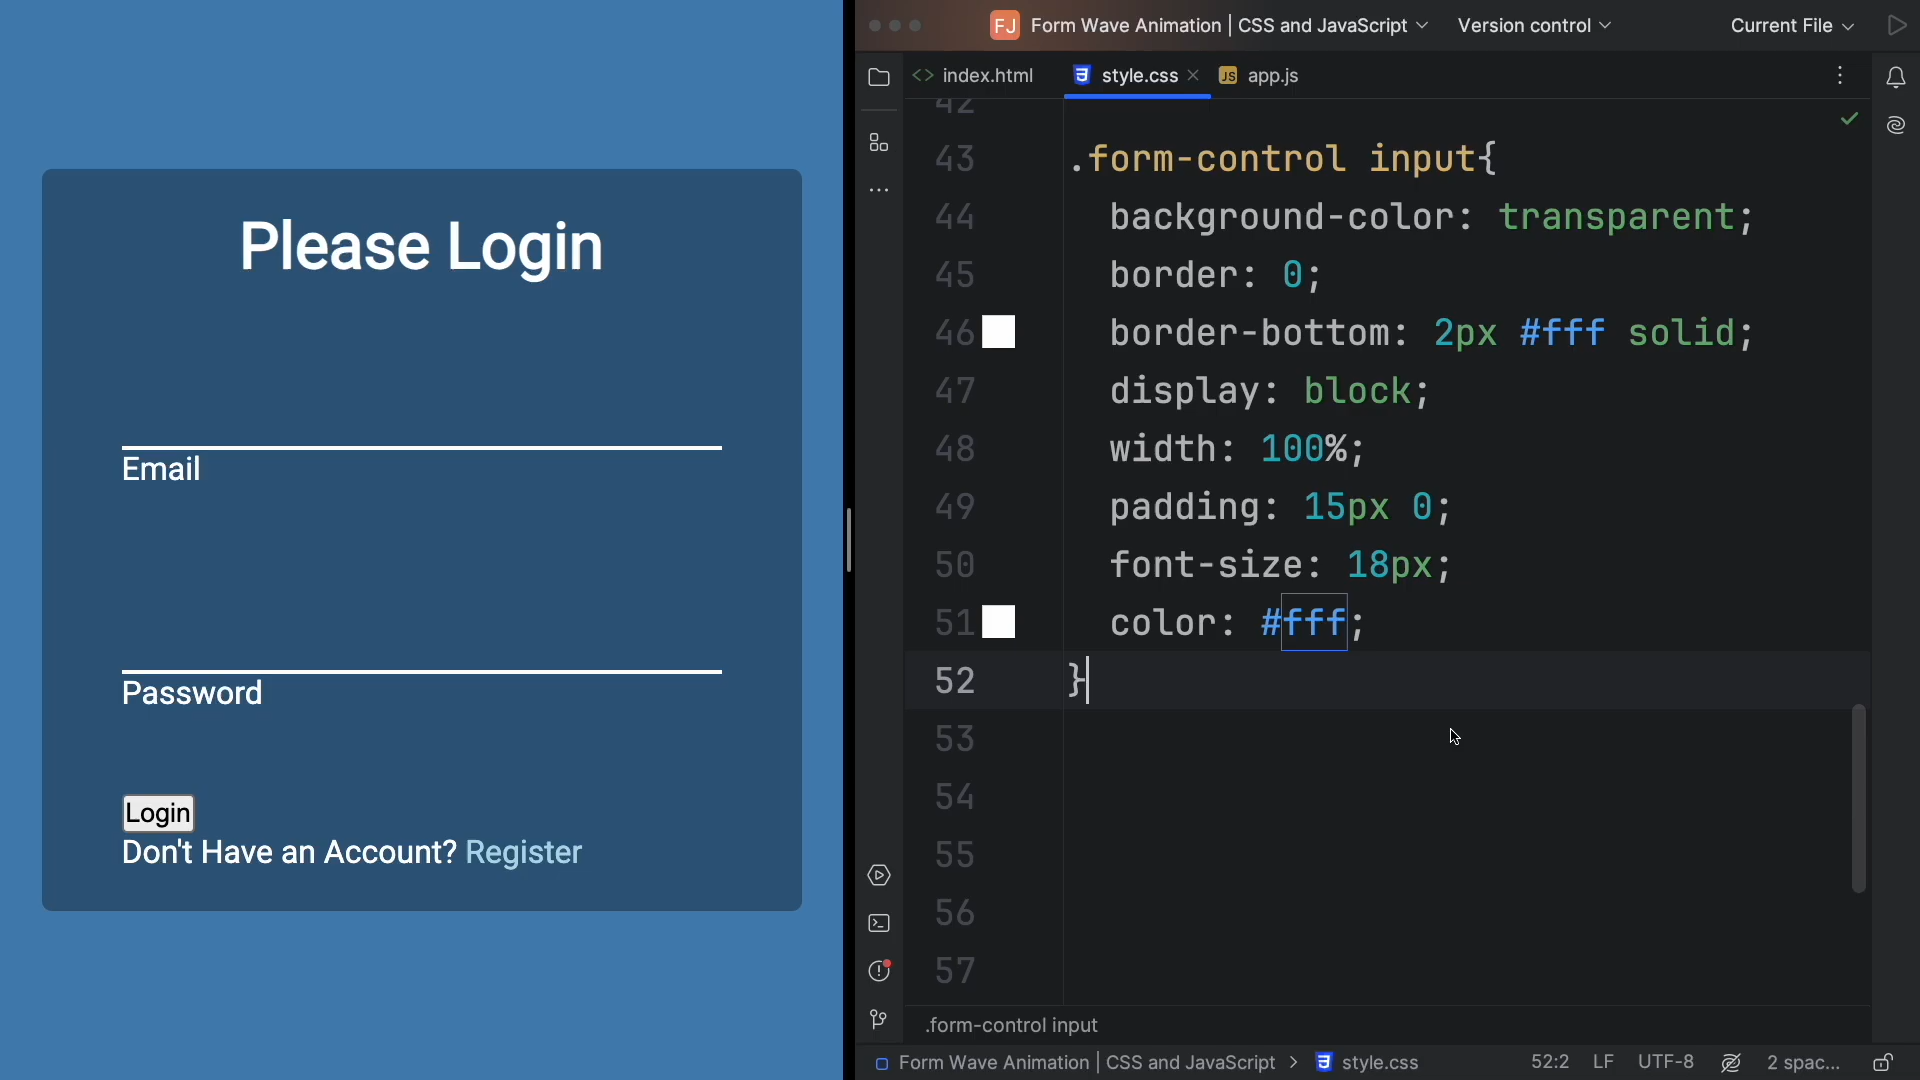 Please Login
Email
Password
Login
Don't Have an Account? Register
FJ Form Wave Animation | CSS and JavaScript Version control Current File
index.html style.css JS app.js
42
43 .form-control input{
44 background-color: transparent;
45 border: 0;
46 border-bottom: 2px #fff solid;
47 display: block;
48 width: 100%;
49 padding: 15px 0;
50 font-size: 18px;
51 color: #fff;
52 }
53
54
55
56
57
.form-control input
Form Wave Animation | CSS and JavaScript > style.css 52:2 LF UTF-8 2 spac...